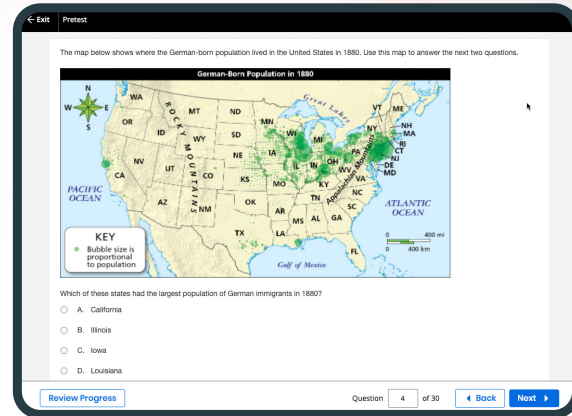 ← Exit Pretest
The map below shows where the German-born population lived in the United States in 1880. Use this map to answer the next two questions.
German-Born Population in 1880
N
W E
S
WA
OR
ID
MT
ND
MN
WI
MI
NY
VT
ME
NH
MA
RI
CT
NJ
DE
MD
PA
OH
IN
IL
IA
SD
WY
NE
NV
UT
CO
KS
MO
KY
WV
VA
NC
TN
SC
CA
AZ
NM
OK
AR
MS
AL
GA
TX
LA
FL
ROCKY MOUNTAINS
Great Lakes
Appalachian Mountains
PACIFIC
OCEAN
ATLANTIC
OCEAN
Gulf of Mexico
KEY
Bubble size is
proportional
to population
0 400 mi
0 400 km
Which of these states had the largest population of German immigrants in 1880?
A. California
B. Illinois
C. Iowa
D. Louisiana
Review Progress
Question 4 of 30
Back
Next